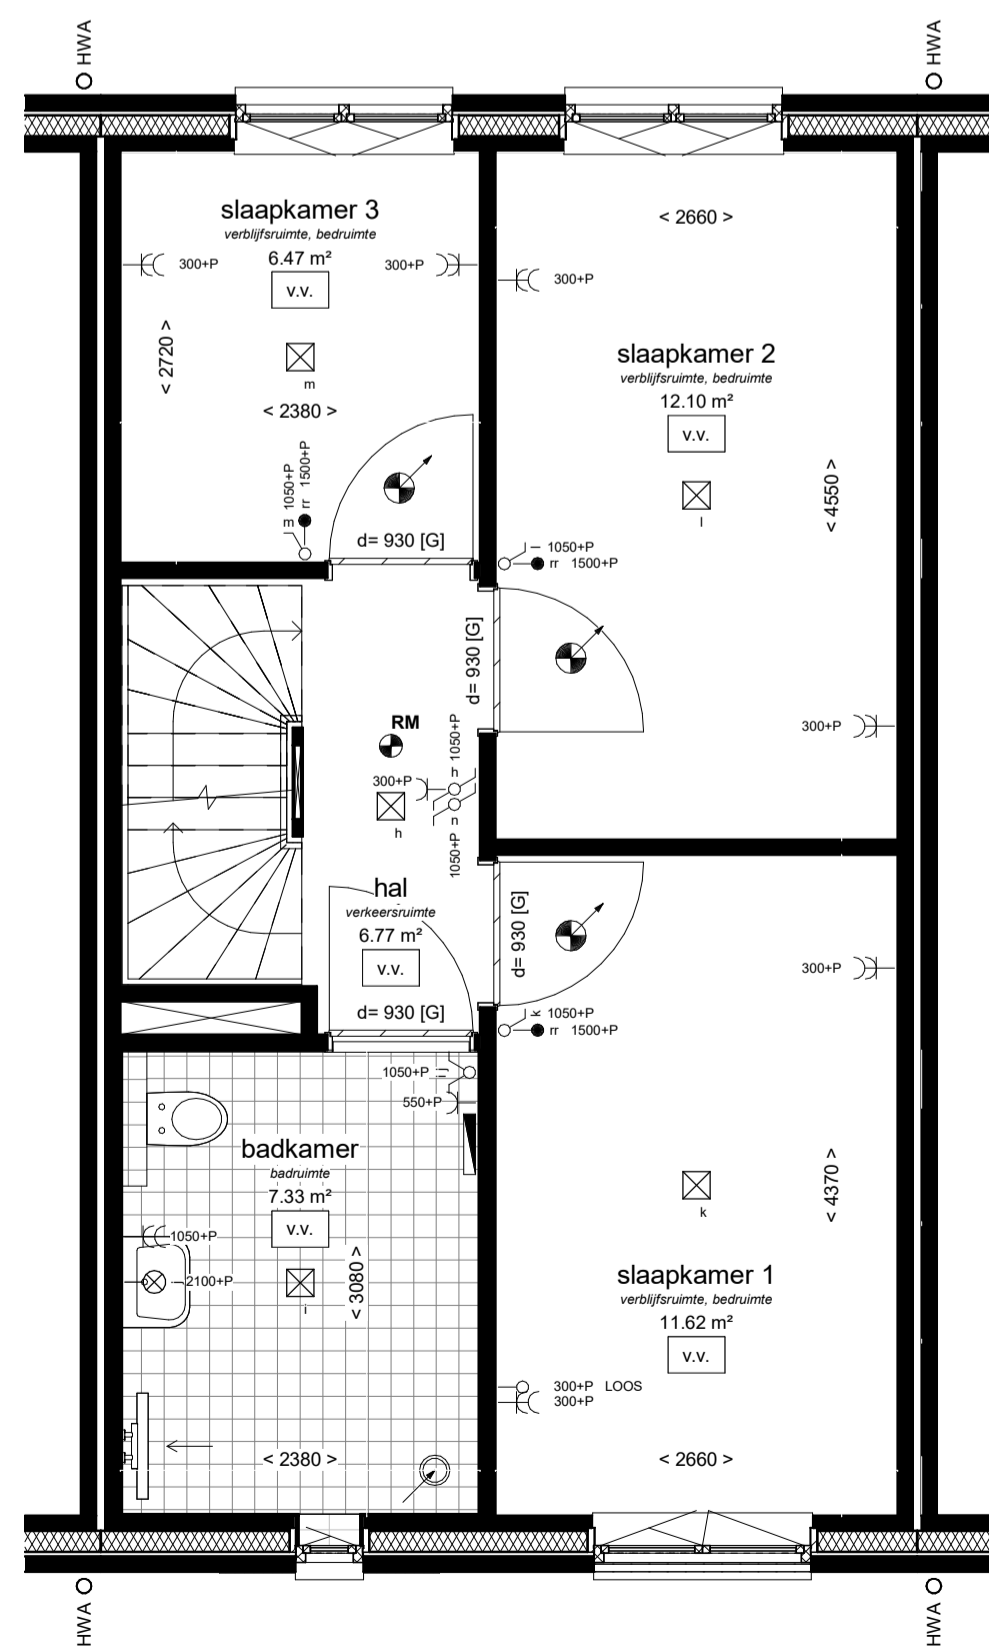 HWA
HWA
slaapkamer 3
verblijfsruimte, bedruimte
6.47 m²
v.v.
300+P
300+P
< 2720 >
m
< 2380 >
m 1050+P
rr 1500+P
d= 930 [G]
< 2660 >
300+P
slaapkamer 2
verblijfsruimte, bedruimte
12.10 m²
v.v.
< 4550 >
l
l 1050+P
rr 1500+P
d= 930 [G]
300+P
RM
h 1050+P
300+P
h
n
1050+P
hal
verkeersruimte
6.77 m²
v.v.
d= 930 [G]
d= 930 [G]
300+P
k 1050+P
rr 1500+P
1050+P
550+P
badkamer
badruimte
7.33 m²
v.v.
1050+P
2100+P
i
< 3080 >
< 2380 >
< 4370 >
k
slaapkamer 1
verblijfsruimte, bedruimte
11.62 m²
v.v.
300+P LOOS
300+P
< 2660 >
HWA
HWA